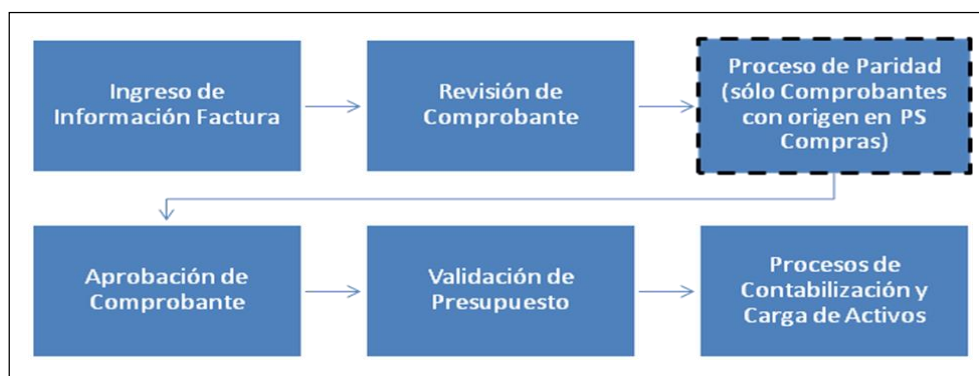 Ingreso de
Información Factura
Revisión de
Comprobante
Proceso de Paridad
(sólo Comprobantes
con origen en PS
Compras)
Aprobación de
Comprobante
Validación de
Presupuesto
Procesos de
Contabilización y
Carga de Activos